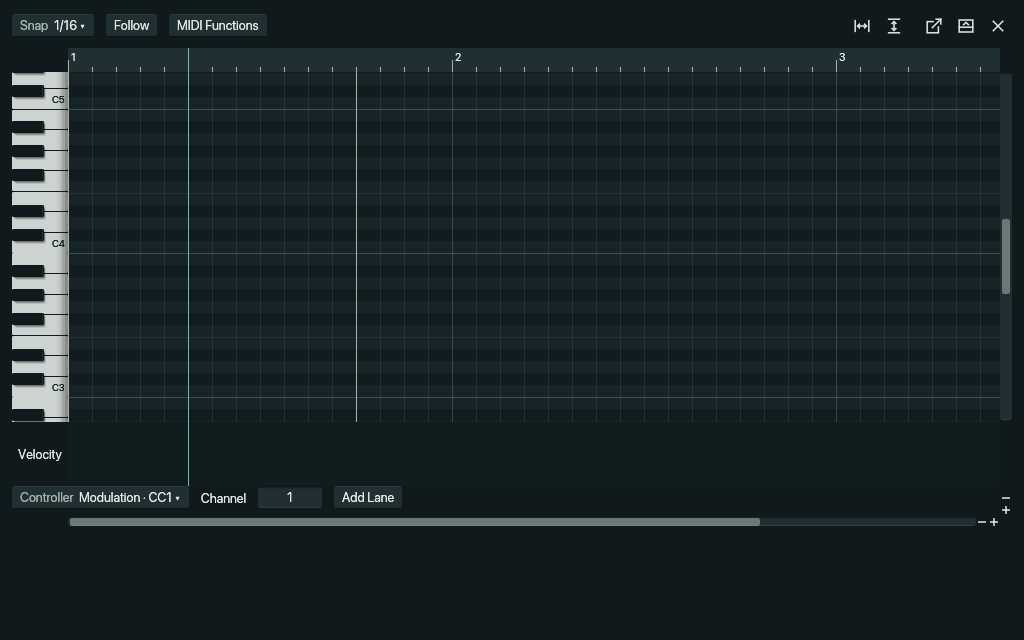 Snap 1/16 ▾ Follow MIDI Functions
1 2 3
C5
C4
C3
Velocity
Controller Modulation · CC1 ▾ Channel 1 Add Lane